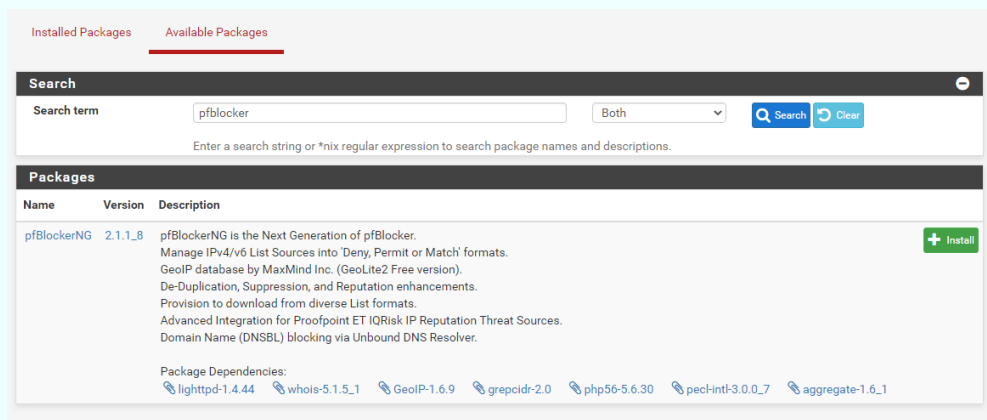 Installed Packages Available Packages
Search
Search term pfblocker Both Search Clear
Enter a search string or *nix regular expression to search package names and descriptions.
Packages
Name Version Description
pfBlockerNG 2.1.1_8 pfBlockerNG is the Next Generation of pfBlocker.
Manage IPv4/v6 List Sources into 'Deny, Permit or Match' formats.
GeoIP database by MaxMind Inc. (GeoLite2 Free version).
De-Duplication, Suppression, and Reputation enhancements.
Provision to download from diverse List formats.
Advanced Integration for Proofpoint ET IQRisk IP Reputation Threat Sources.
Domain Name (DNSBL) blocking via Unbound DNS Resolver.
Install
Package Dependencies:
lighttpd-1.4.44 whois-5.1.5_1 GeoIP-1.6.9 grepcidr-2.0 php56-5.6.30 pecl-intl-3.0.0_7 aggregate-1.6_1